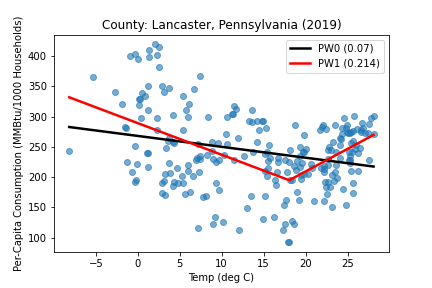 County: Lancaster, Pennsylvania (2019)
PW0 (0.07)
PW1 (0.214)
Per-Capita Consumption (MMBtu/1000 Households)
400
350
300
250
200
150
100
−5 0 5 10 15 20 25
Temp (deg C)